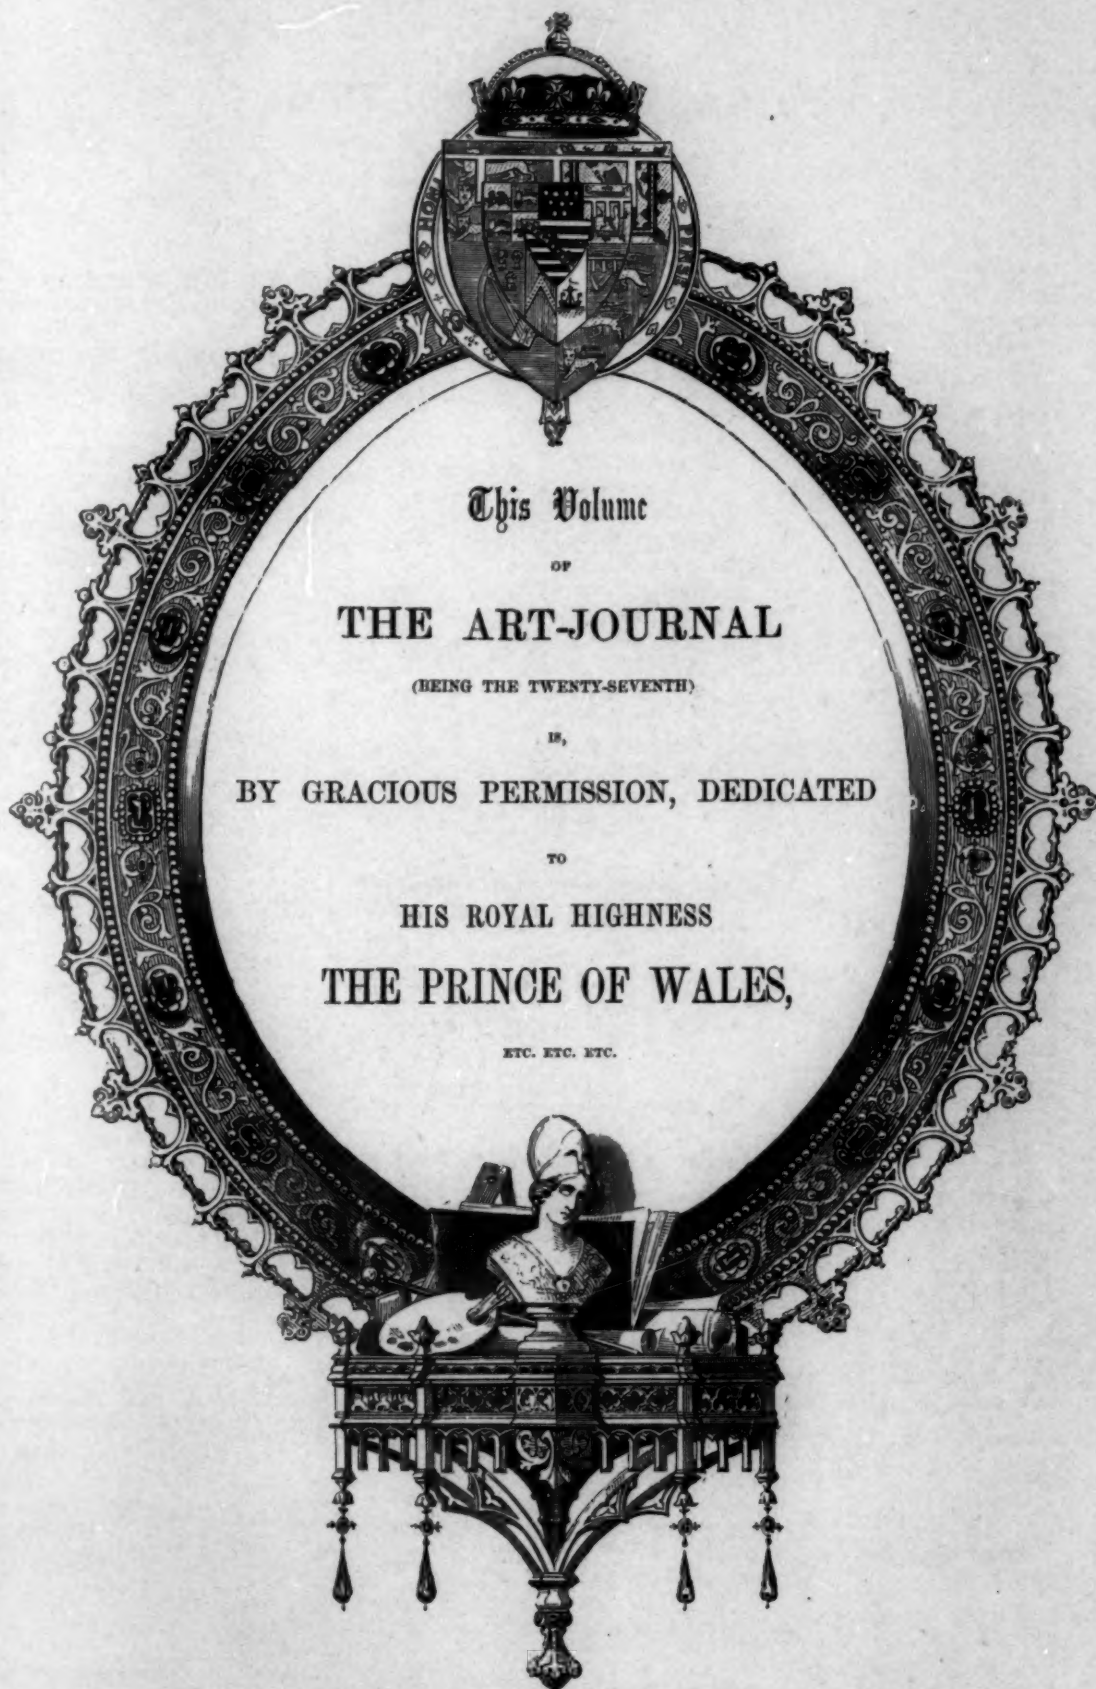 This Volume
OF
THE ART-JOURNAL
(BEING THE TWENTY-SEVENTH)
IS,
BY GRACIOUS PERMISSION, DEDICATED
TO
HIS ROYAL HIGHNESS
THE PRINCE OF WALES,
ETC. ETC. ETC.